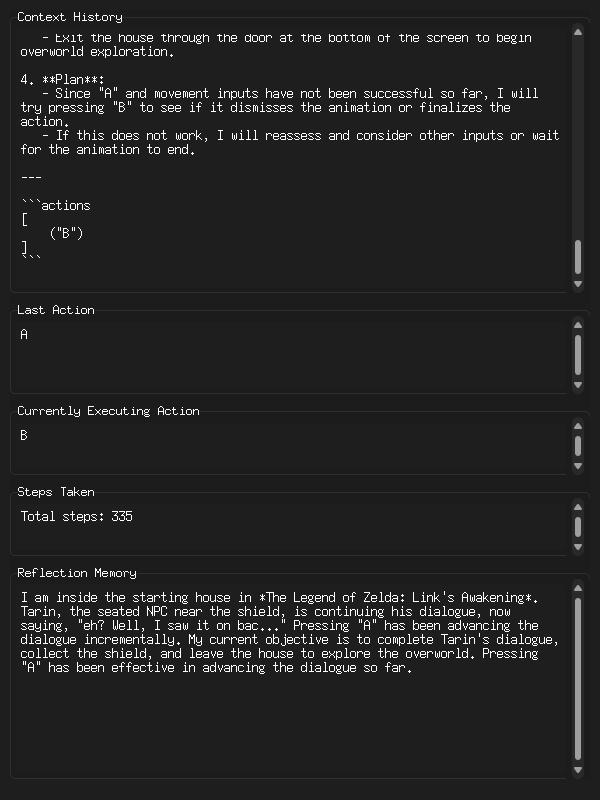 Context History
- Exit the house through the door at the bottom of the screen to begin
overworld exploration.
4. **Plan**:
- Since "A" and movement inputs have not been successful so far, I will
try pressing "B" to see if it dismisses the animation or finalizes the
action.
- If this does not work, I will reassess and consider other inputs or wait
for the animation to end.
---
```actions
[
("B")
]
```
Last Action
A
Currently Executing Action
B
Steps Taken
Total steps: 335
Reflection Memory
I am inside the starting house in *The Legend of Zelda: Link's Awakening*.
Tarin, the seated NPC near the shield, is continuing his dialogue, now
saying, "eh? Well, I saw it on bac..." Pressing "A" has been advancing the
dialogue incrementally. My current objective is to complete Tarin's dialogue,
collect the shield, and leave the house to explore the overworld. Pressing
"A" has been effective in advancing the dialogue so far.